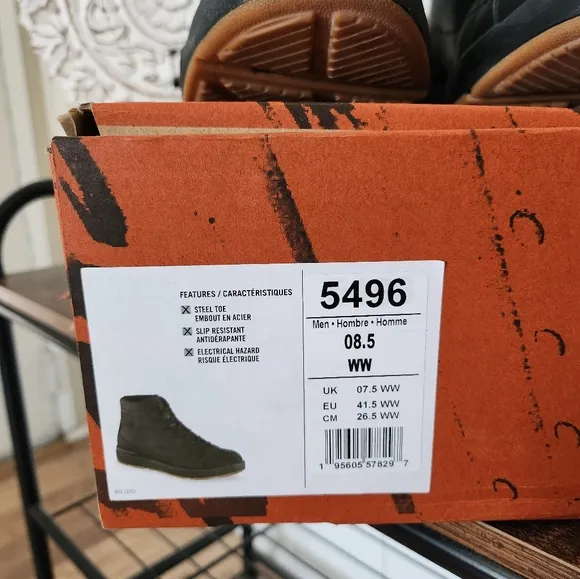 FEATURES / CARACTÉRISTIQUES
STEEL TOE
EMBOUT EN ACIER
SLIP RESISTANT
ANTIDÉRAPANTE
ELECTRICAL HAZARD
RISQUE ÉLECTRIQUE
5496
Men • Hombre • Homme
08.5
WW
UK 07.5 WW
EU 41.5 WW
CM 26.5 WW
1 95605 57829 7